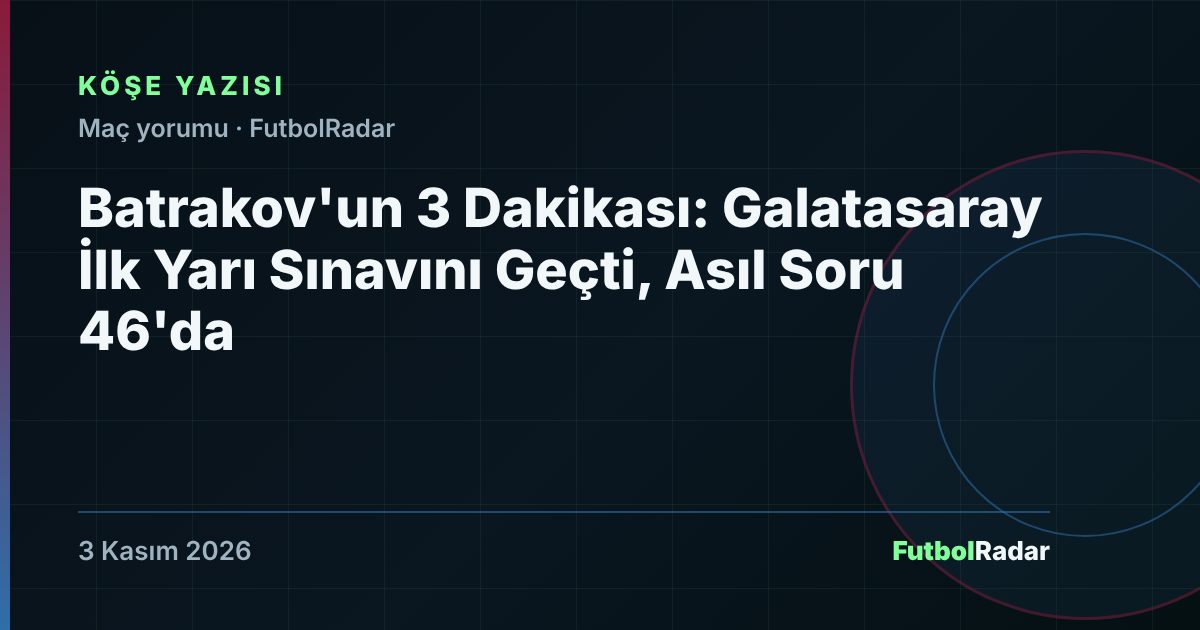 KÖŞE YAZISI
Maç yorumu · FutbolRadar
Batrakov'un 3 Dakikası: Galatasaray
İlk Yarı Sınavını Geçti, Asıl Soru
46'da
3 Kasım 2026
FutbolRadar